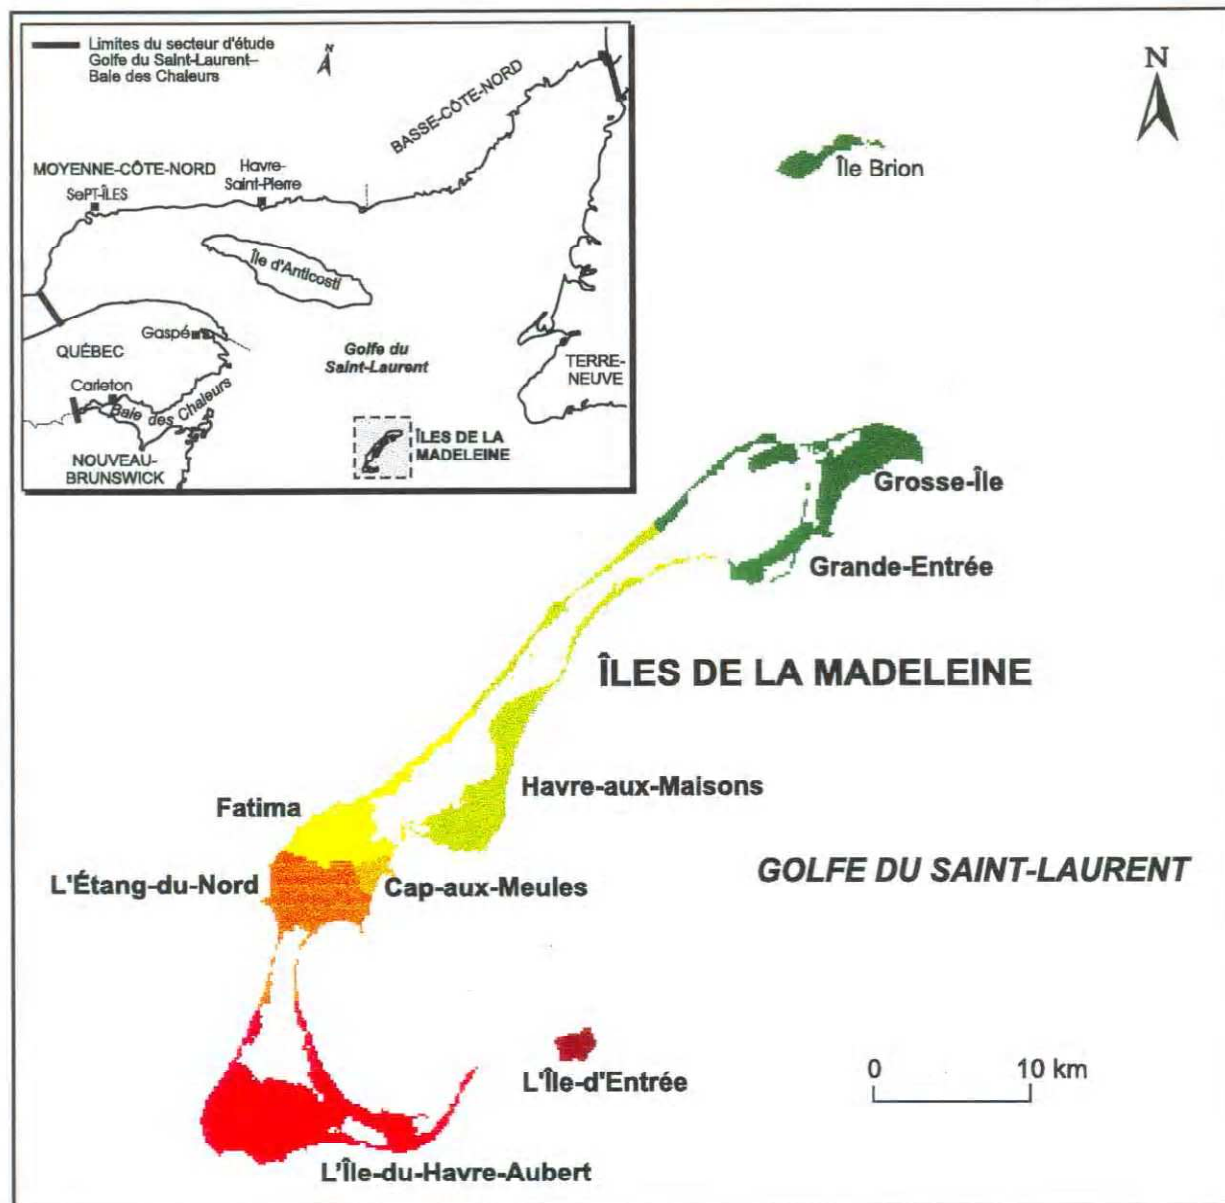 Limites du secteur d'étude
Golfe du Saint-Laurent–
Baie des Chaleurs
N
BASSE-CÔTE-NORD
MOYENNE-CÔTE-NORD
Havre-
Saint-Pierre
SePT-ÎLES
Île d'Anticosti
Gaspé
QUÉBEC
Golfe du
Saint-Laurent
TERRE-
NEUVE
Carleton
Baie des Chaleurs
ÎLES DE LA
MADELEINE
NOUVEAU-
BRUNSWICK
N
Île Brion
Grosse-Île
Grande-Entrée
ÎLES DE LA MADELEINE
Havre-aux-Maisons
Fatima
GOLFE DU SAINT-LAURENT
L'Étang-du-Nord
Cap-aux-Meules
L'Île-d'Entrée
0 10 km
L'Île-du-Havre-Aubert